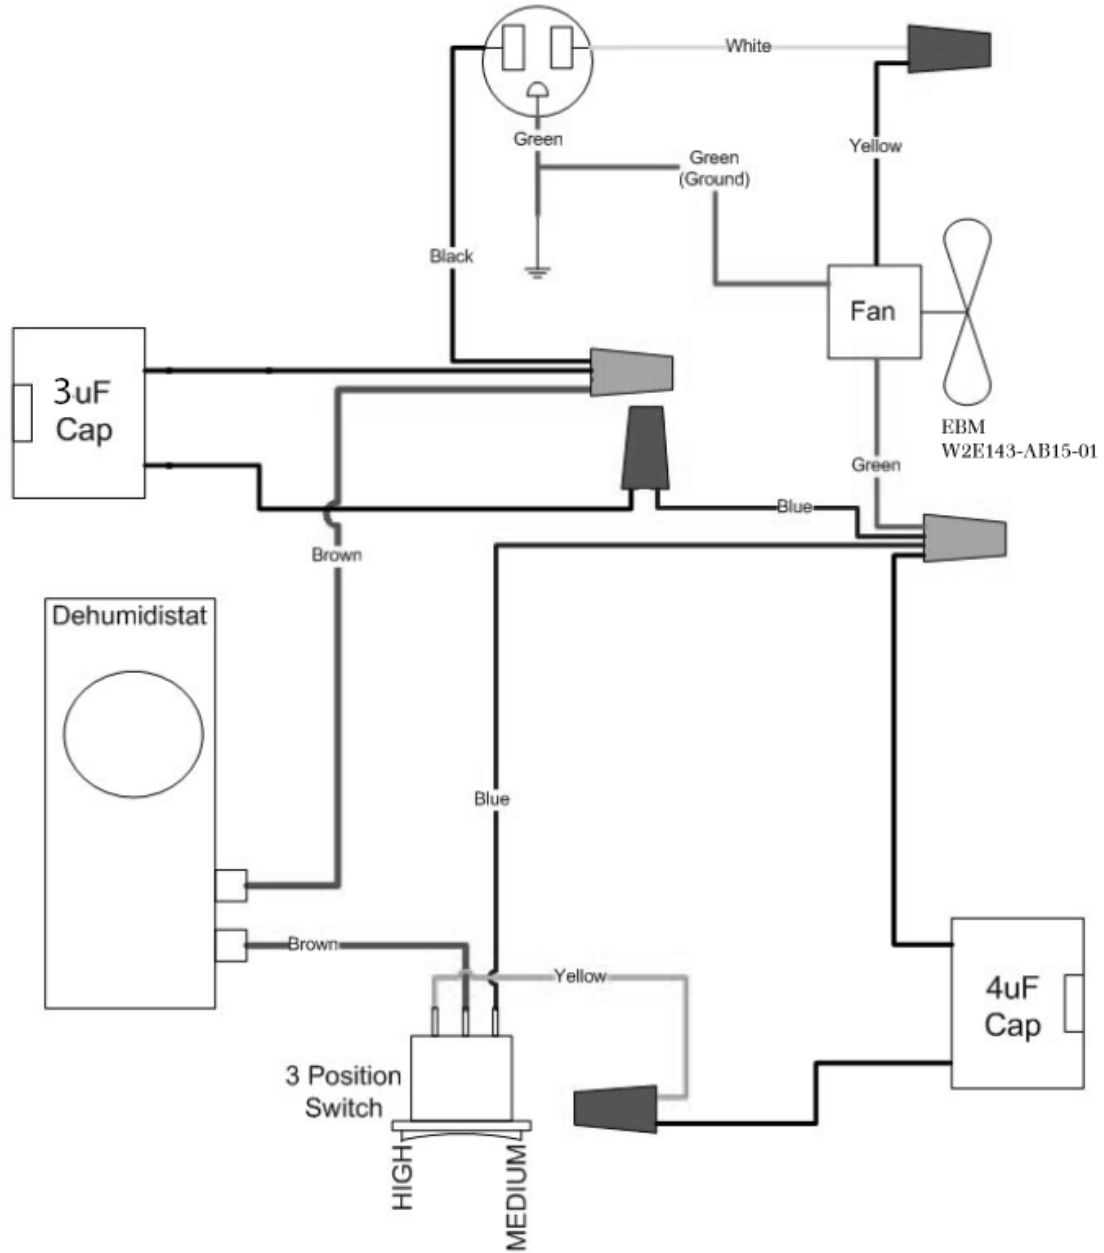 White
Green
Green
(Ground)
Yellow
Black
Fan
3uF
Cap
EBM
W2E143-AB15-01
Green
Blue
Brown
Dehumidistat
Blue
Brown
Yellow
4uF
Cap
3 Position
Switch
HIGH
MEDIUM